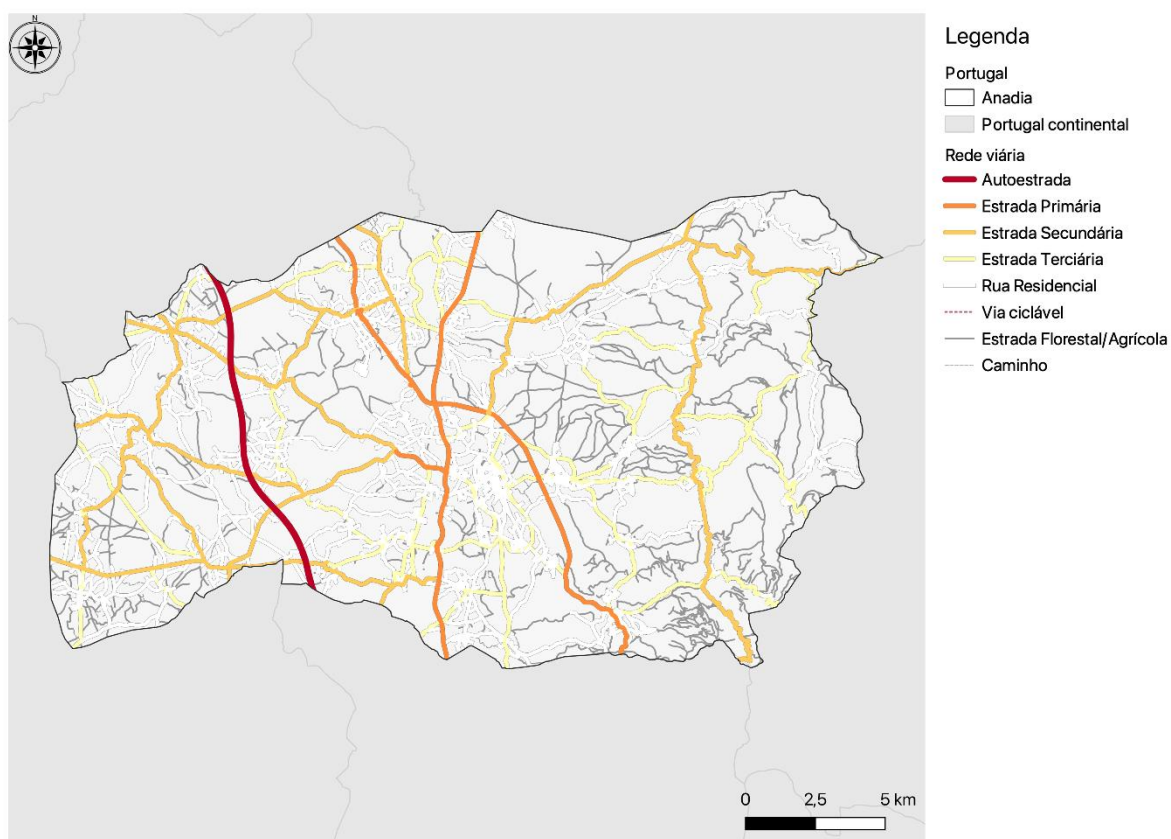 N
Legenda
Portugal
Anadia
Portugal continental
Rede viária
Autoestrada
Estrada Primária
Estrada Secundária
Estrada Terciária
Rua Residencial
Via ciclável
Estrada Florestal/Agrícola
Caminho
0 2,5 5 km